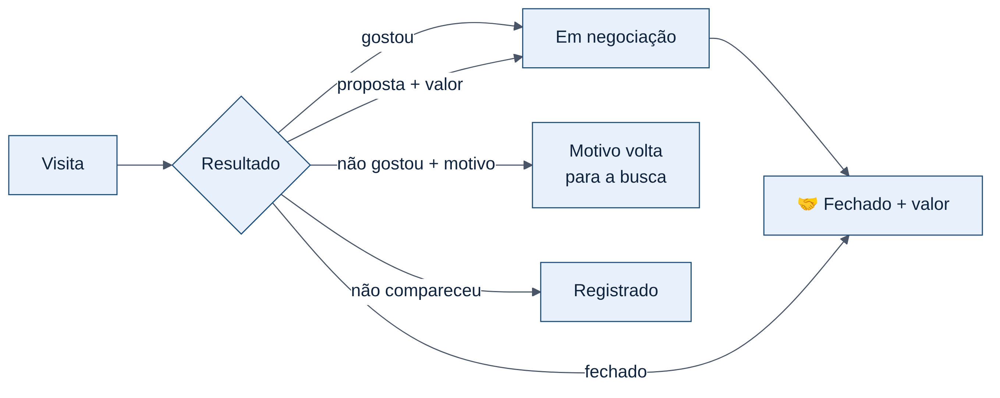 gostou
Em negociação
proposta + valor
Visita
Resultado
não gostou + motivo
Motivo volta
para a busca
🤝 Fechado + valor
não compareceu
Registrado
fechado